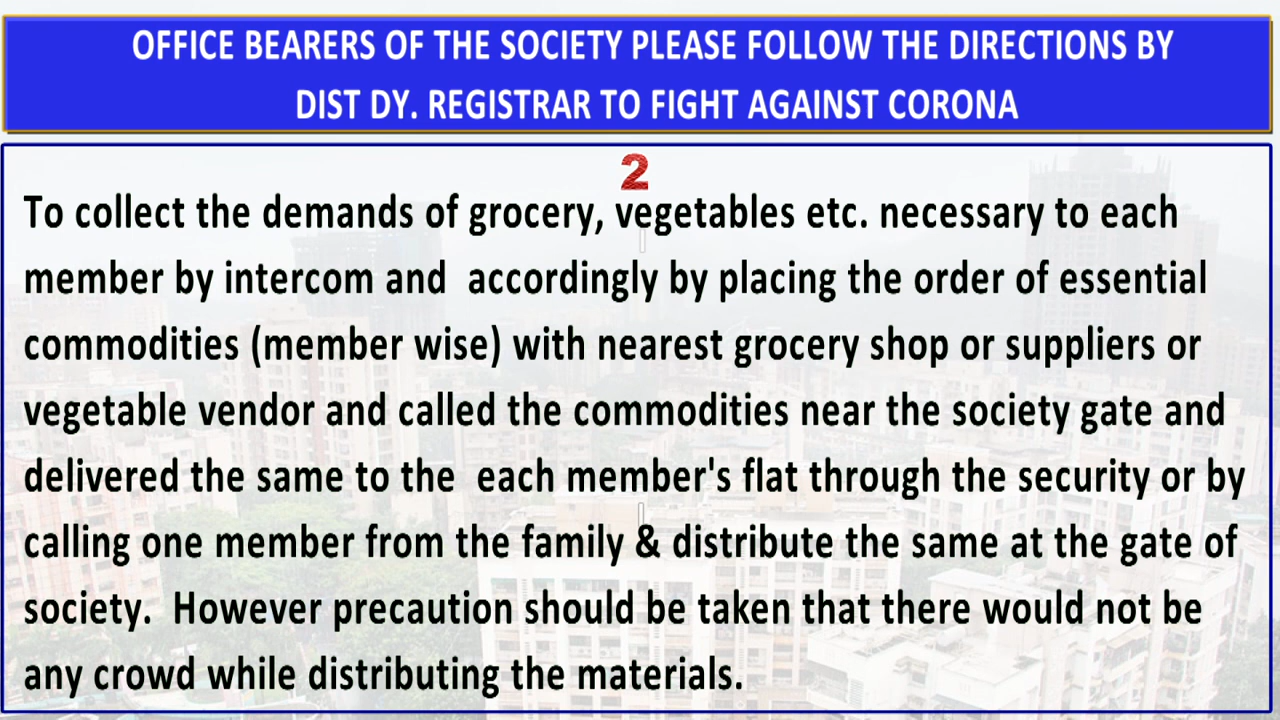 OFFICE BEARERS OF THE SOCIETY PLEASE FOLLOW THE DIRECTIONS BY
DIST DY. REGISTRAR TO FIGHT AGAINST CORONA
2
To collect the demands of grocery, vegetables etc. necessary to each
member by intercom and  accordingly by placing the order of essential
commodities (member wise) with nearest grocery shop or suppliers or
vegetable vendor and called the commodities near the society gate and
delivered the same to the  each member's flat through the security or by
calling one member from the family & distribute the same at the gate of
society.  However precaution should be taken that there would not be
any crowd while distributing the materials.